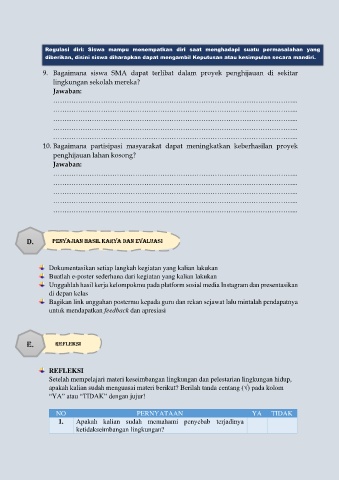 Regulasi diri: Siswa mampu menempatkan diri saat menghadapi suatu permasalahan yang
diberikan, disini siswa diharapkan dapat mengambil Keputusan atau kesimpulan secara mandiri.
9. Bagaimana siswa SMA dapat terlibat dalam proyek penghijauan di sekitar
lingkungan sekolah mereka?
Jawaban:
10. Bagaimana partisipasi masyarakat dapat meningkatkan keberhasilan proyek
penghijauan lahan kosong?
Jawaban:
D. PENYAJIAN HASIL KARYA DAN EVALUASI
Dokumentasikan setiap langkah kegiatan yang kalian lakukan
Buatlah e-poster sederhana dari kegiatan yang kalian lakukan
Unggahlah hasil kerja kelompokmu pada platform sosial media Instagram dan presentasikan
di depan kelas
Bagikan link unggahan postermu kepada guru dan rekan sejawat lalu mintalah pendapatnya
untuk mendapatkan feedback dan apresiasi
E. REFLEKSI
REFLEKSI
Setelah mempelajari materi keseimbangan lingkungan dan pelestarian lingkungan hidup,
apakah kalian sudah menguasai materi berikut? Berilah tanda centang (√) pada kolom
“YA” atau “TIDAK” dengan jujur!
NO PERNYATAAN YA TIDAK
1. Apakah kalian sudah memahami penyebab terjadinya
ketidakseimbangan lingkungan?